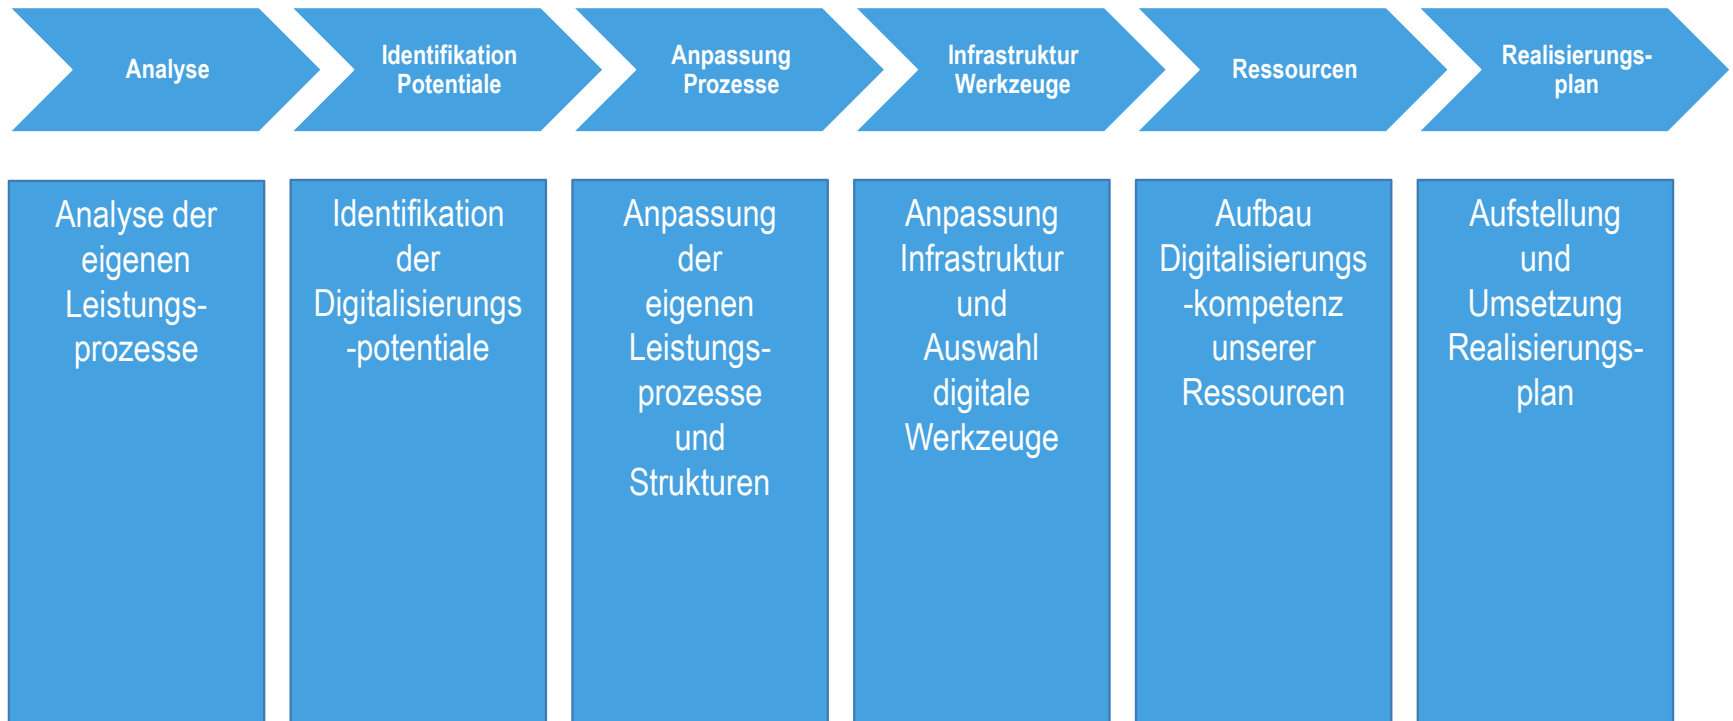 Analyse
Identifikation
Potentiale
Anpassung
Prozesse
Infrastruktur
Werkzeuge
Ressourcen
Realisierungs-
plan
Analyse der
eigenen
Leistungs-
prozesse
Identifikation
der
Digitalisierungs
-potentiale
Anpassung
der
eigenen
Leistungs-
prozesse
und
Strukturen
Anpassung
Infrastruktur
und
Auswahl
digitale
Werkzeuge
Aufbau
Digitalisierungs
-kompetenz
unserer
Ressourcen
Aufstellung
und
Umsetzung
Realisierungs-
plan